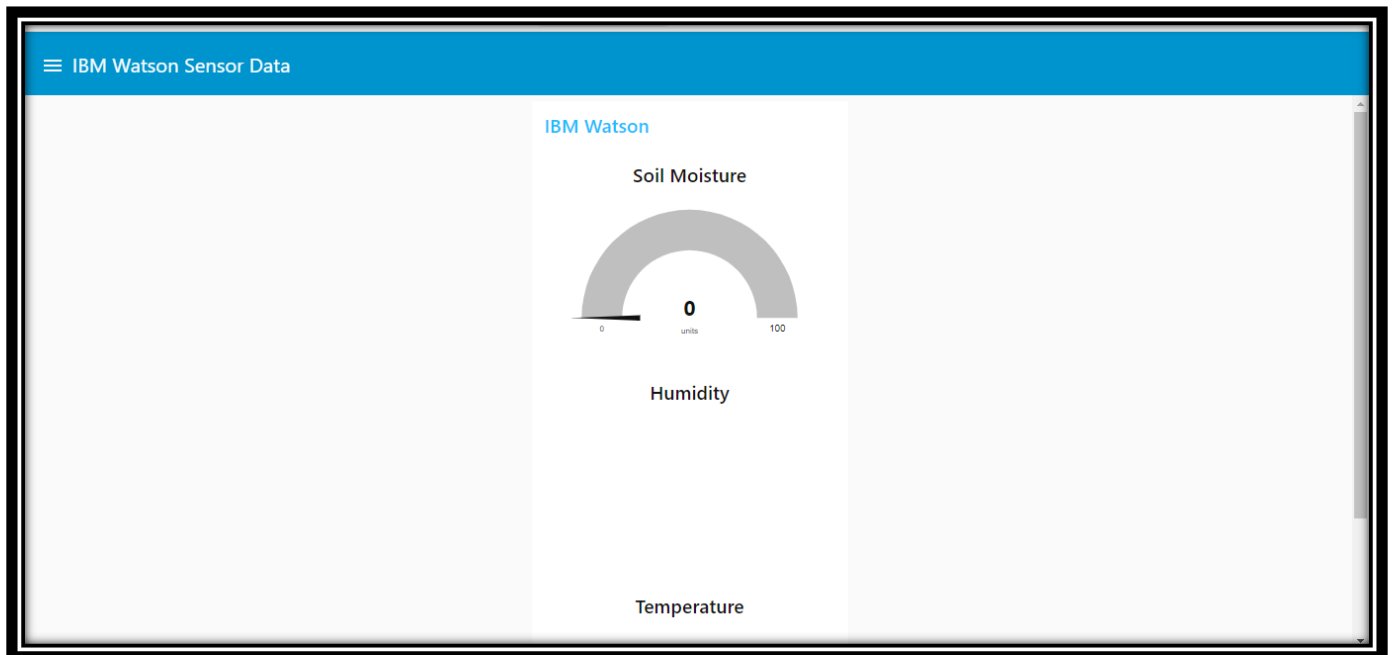 IBM Watson Sensor Data
IBM Watson
Soil Moisture
0
0
units
100
Humidity
Temperature